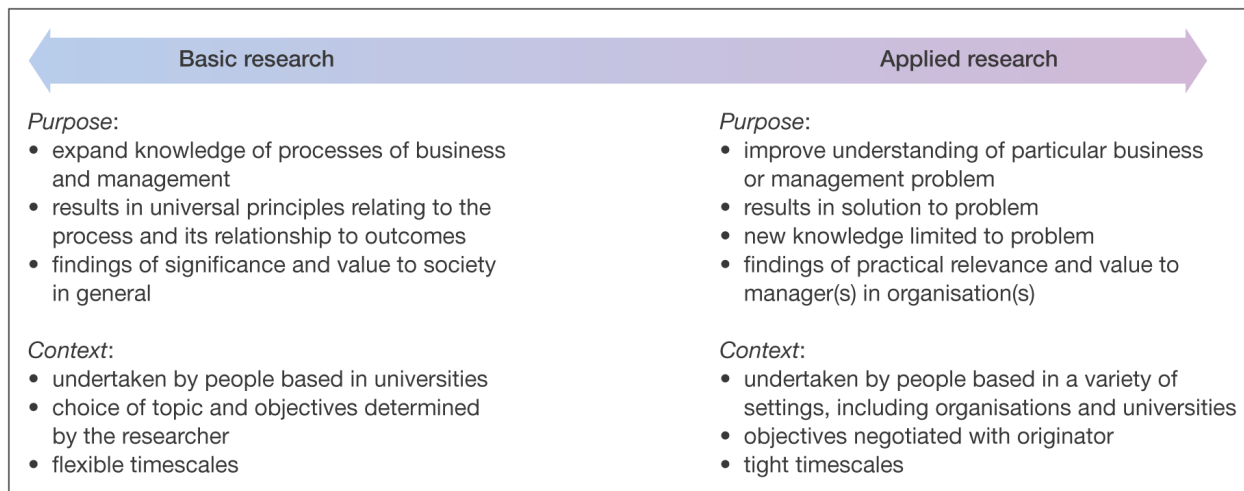 Basic research
Applied research
Purpose:
• expand knowledge of processes of business
and management
• results in universal principles relating to the
process and its relationship to outcomes
• findings of significance and value to society
in general
Context:
• undertaken by people based in universities
• choice of topic and objectives determined
by the researcher
• flexible timescales
Purpose:
• improve understanding of particular business
or management problem
• results in solution to problem
• new knowledge limited to problem
• findings of practical relevance and value to
manager(s) in organisation(s)
Context:
• undertaken by people based in a variety of
settings, including organisations and universities
• objectives negotiated with originator
• tight timescales